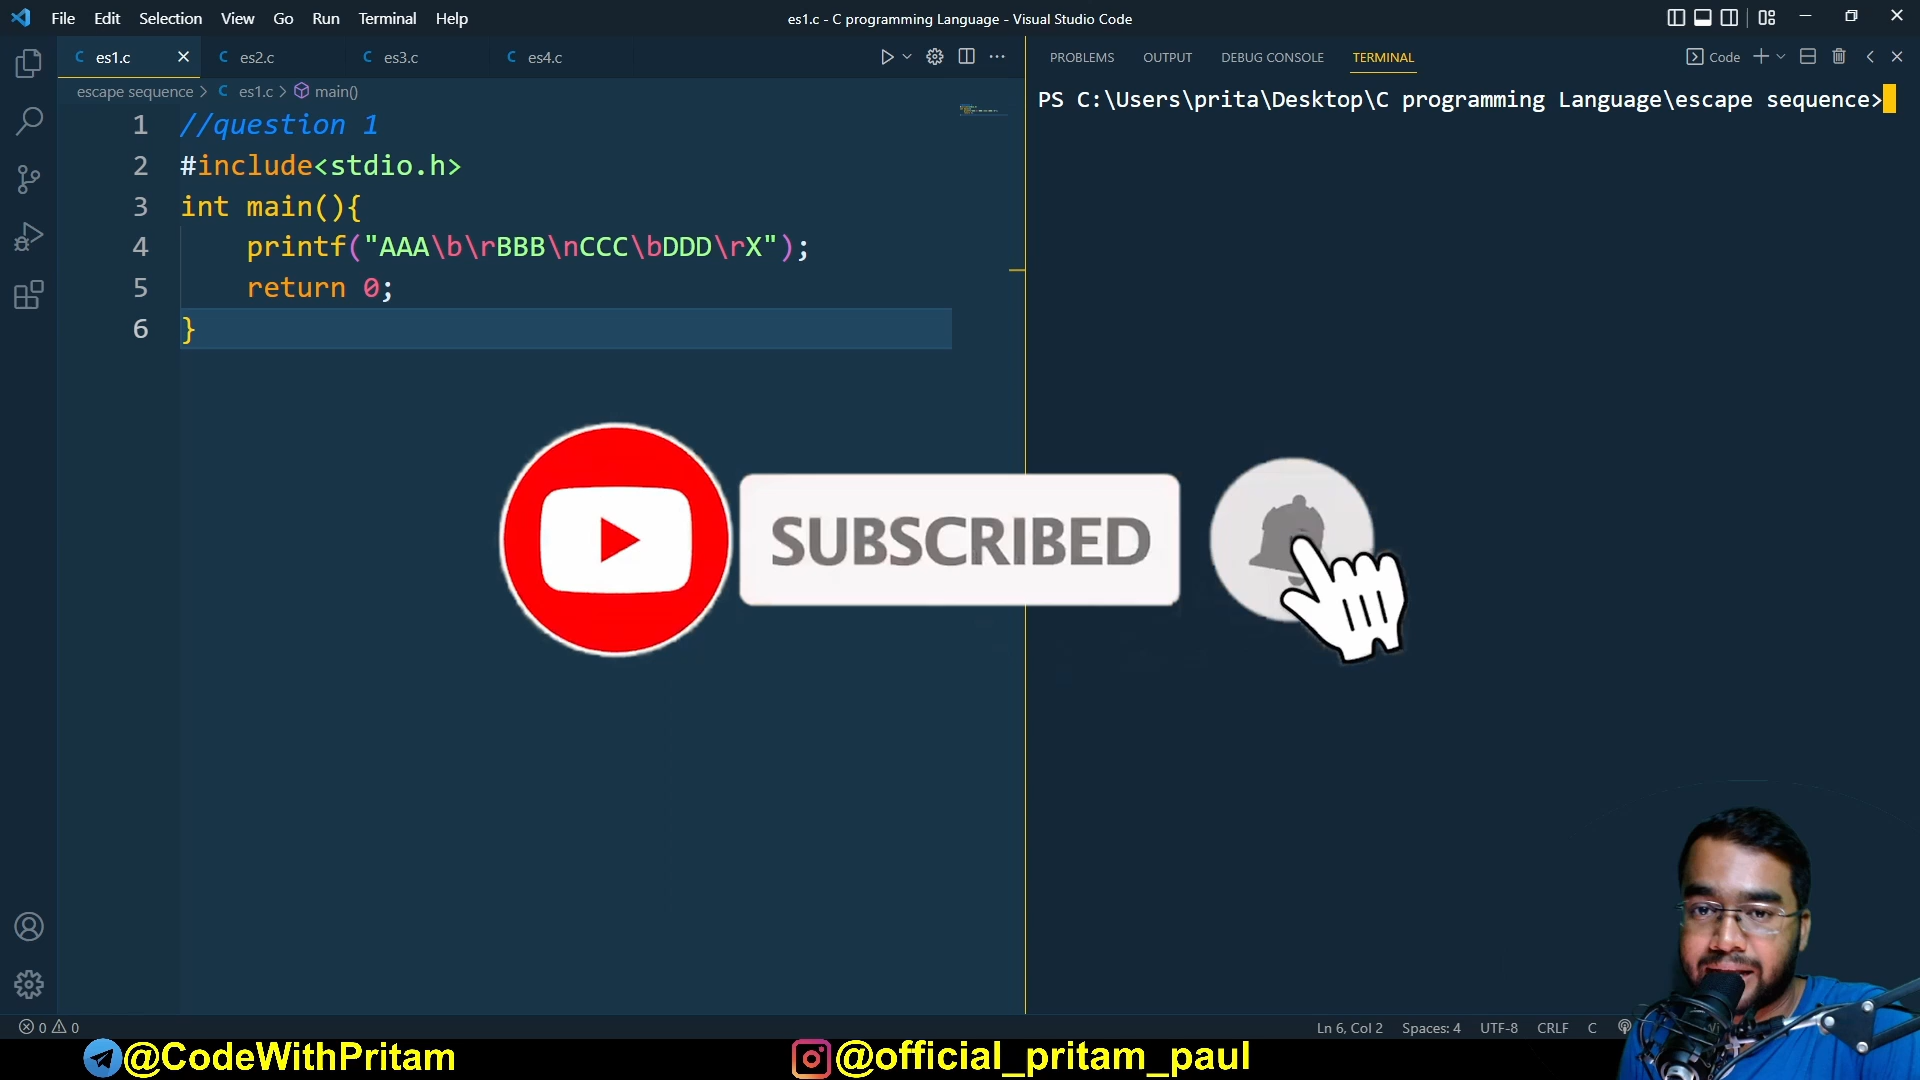 File Edit Selection View Go Run Terminal Help
es1.c - C programming Language - Visual Studio Code
C es1.c C es2.c C es3.c C es4.c
PROBLEMS OUTPUT DEBUG CONSOLE TERMINAL Code
escape sequence > C es1.c > main()
PS C:\Users\prita\Desktop\C programming Language\escape sequence>
1 //question 1
2 #include<stdio.h>
3 int main(){
4 printf("AAA\b\rBBB\nCCC\bDDD\rX");
5 return 0;
6 }
SUBSCRIBED
0 0
Ln 6, Col 2 Spaces: 4 UTF-8 CRLF C
@CodeWithPritam
@official_pritam_paul